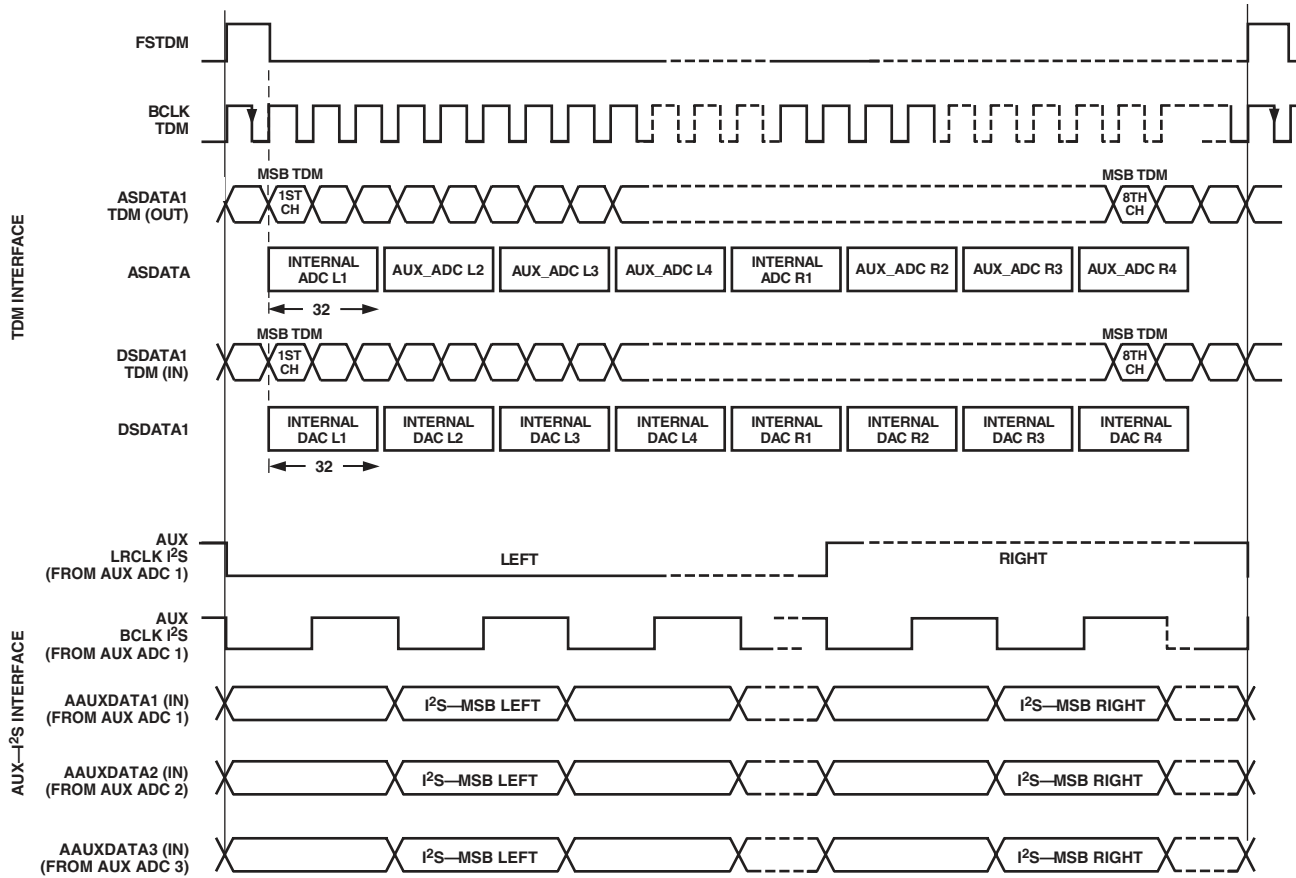 FSTDM
BCLK
TDM
MSB TDM
MSB TDM
ASDATA1
TDM (OUT)
1ST
CH
8TH
CH
TDM INTERFACE
ASDATA
INTERNAL
ADC L1
AUX_ADC L2
AUX_ADC L3
AUX_ADC L4
INTERNAL
ADC R1
AUX_ADC R2
AUX_ADC R3
AUX_ADC R4
32
MSB TDM
MSB TDM
DSDATA1
TDM (IN)
1ST
CH
8TH
CH
DSDATA1
INTERNAL
DAC L1
INTERNAL
DAC L2
INTERNAL
DAC L3
INTERNAL
DAC L4
INTERNAL
DAC R1
INTERNAL
DAC R2
INTERNAL
DAC R3
INTERNAL
DAC R4
32
AUX
LRCLK I²S
(FROM AUX ADC 1)
LEFT
RIGHT
AUX—I²S INTERFACE
AUX
BCLK I²S
(FROM AUX ADC 1)
AAUXDATA1 (IN)
(FROM AUX ADC 1)
I²S—MSB LEFT
I²S—MSB RIGHT
AAUXDATA2 (IN)
(FROM AUX ADC 2)
I²S—MSB LEFT
I²S—MSB RIGHT
AAUXDATA3 (IN)
(FROM AUX ADC 3)
I²S—MSB LEFT
I²S—MSB RIGHT